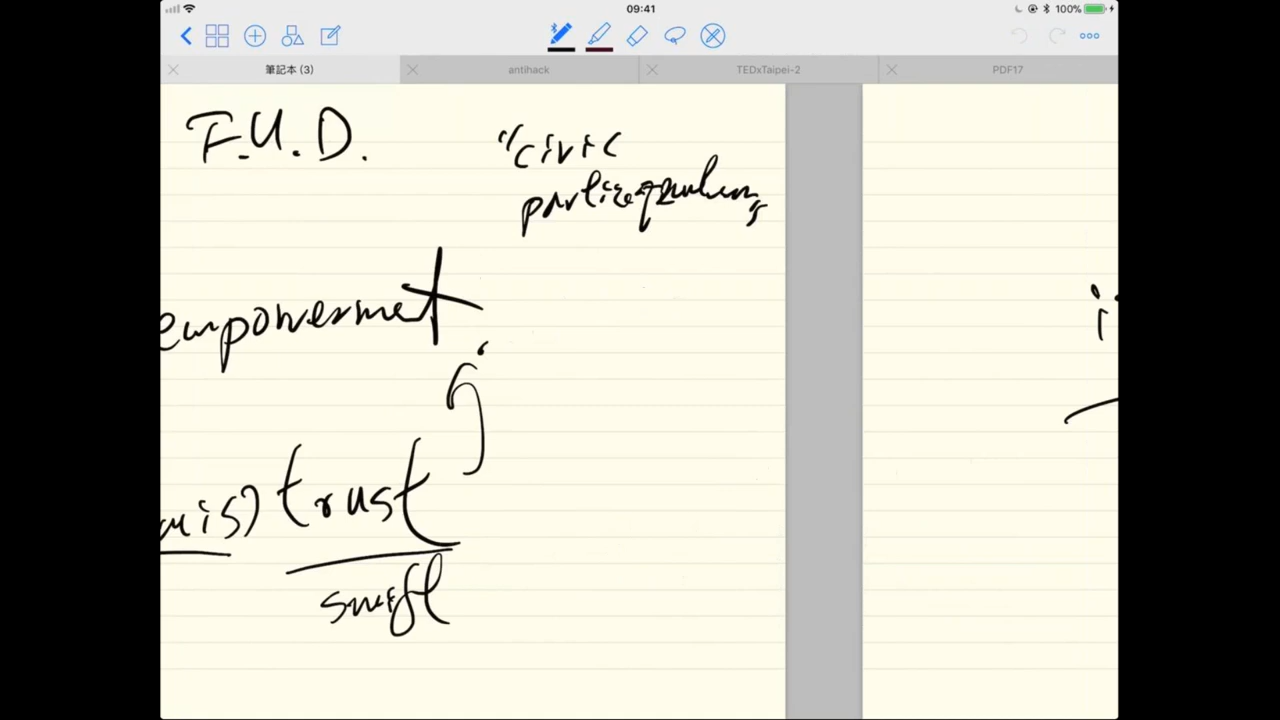 09:41
100%
筆記本 (3)
antihack
TEDxTaipei-2
PDF17
F.U.D.
"civic
participation"
empowerment
mis) trust
swift
i